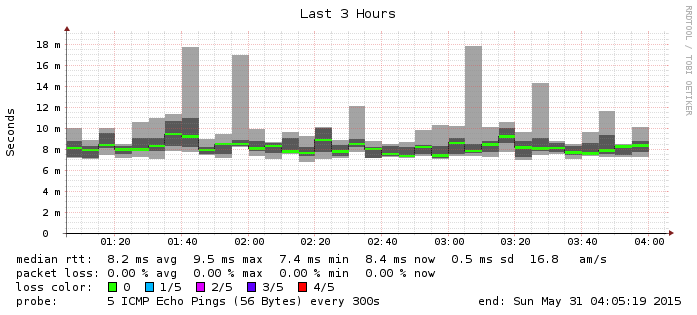 Last 3 Hours
RRDTOOL / TOBI OETIKER
Seconds
18 m
16 m
14 m
12 m
10 m
8 m
6 m
4 m
2 m
0
01:20 01:40 02:00 02:20 02:40 03:00 03:20 03:40 04:00
median rtt: 8.2 ms avg 9.5 ms max 7.4 ms min 8.4 ms now 0.5 ms sd 16.8 am/s
packet loss: 0.00 % avg 0.00 % max 0.00 % min 0.00 % now
loss color: 0 1/5 2/5 3/5 4/5
probe: 5 ICMP Echo Pings (56 Bytes) every 300s end: Sun May 31 04:05:19 2015